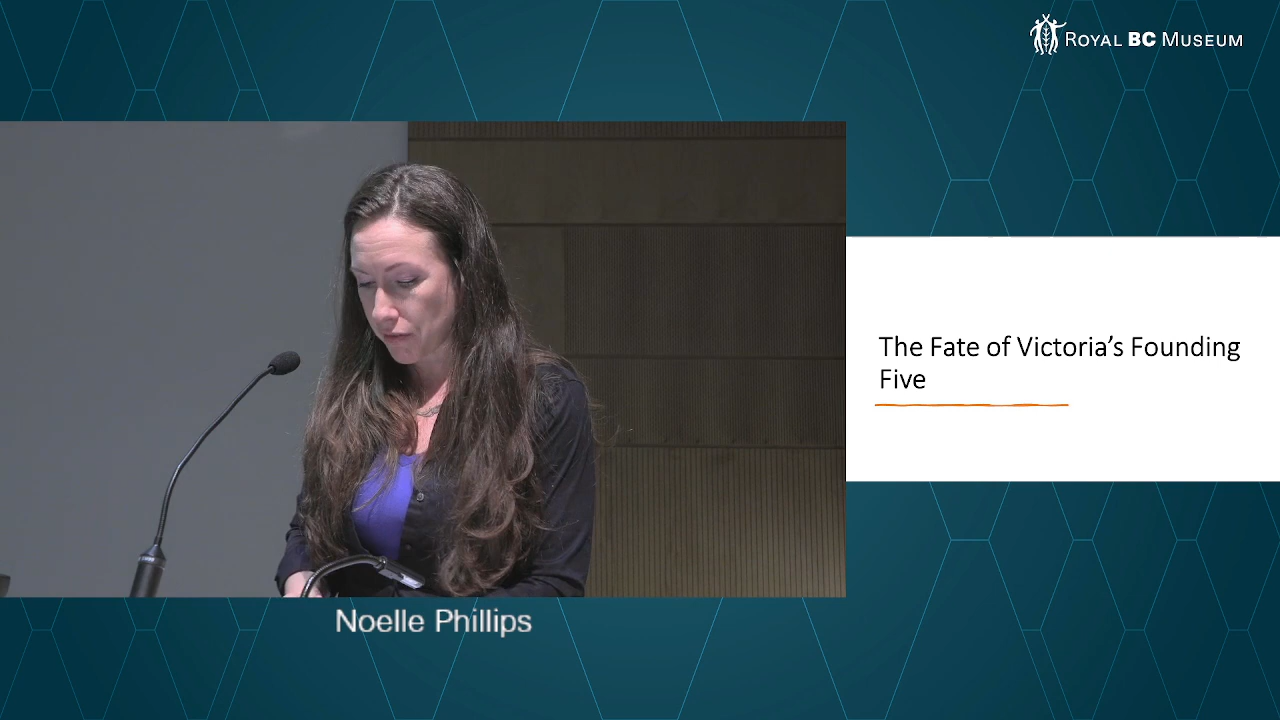 ROYAL BC MUSEUM
The Fate of Victoria's Founding
Five
Noelle Phillips